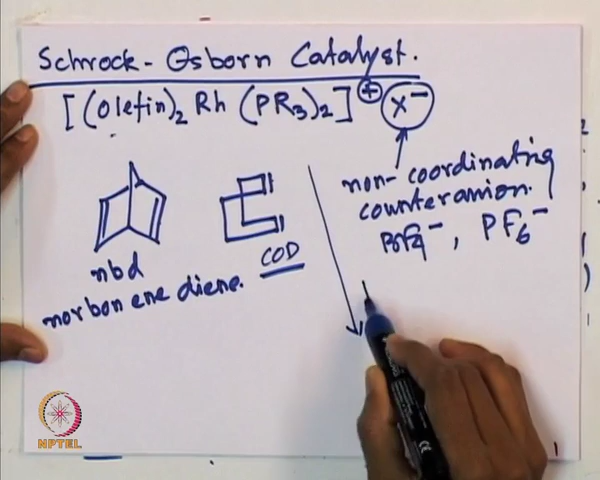 Schrock - Osborn Catalyst.
[(Olefin)₂ Rh (PR₃)₂]⊕ X⁻
non-coordinating
counteranion.
BF₄⁻, PF₆⁻
nbd
norbornene diene.
COD
NPTEL